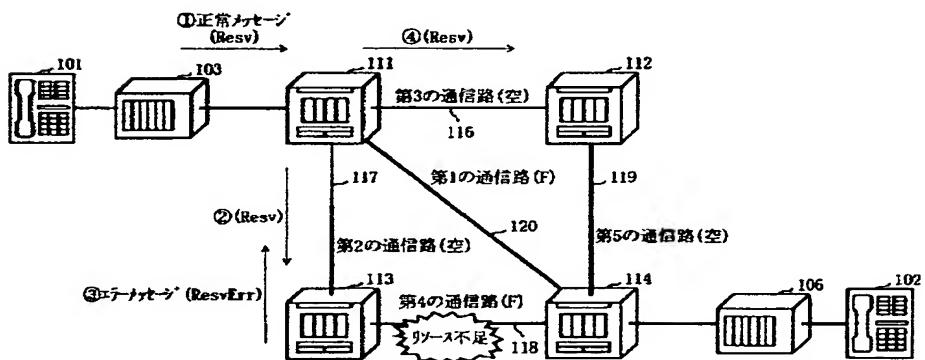 ①正常メッセージ
(Resv)
④(Resv)
101
103
111
112
第3の通信路(空)
116
117
第1の通信路(F)
119
②(Resv)
120
第2の通信路(空)
第5の通信路(空)
③エラーメッセージ(ResvErr)
113
第4の通信路(F)
114
106
102
リソース不足
118